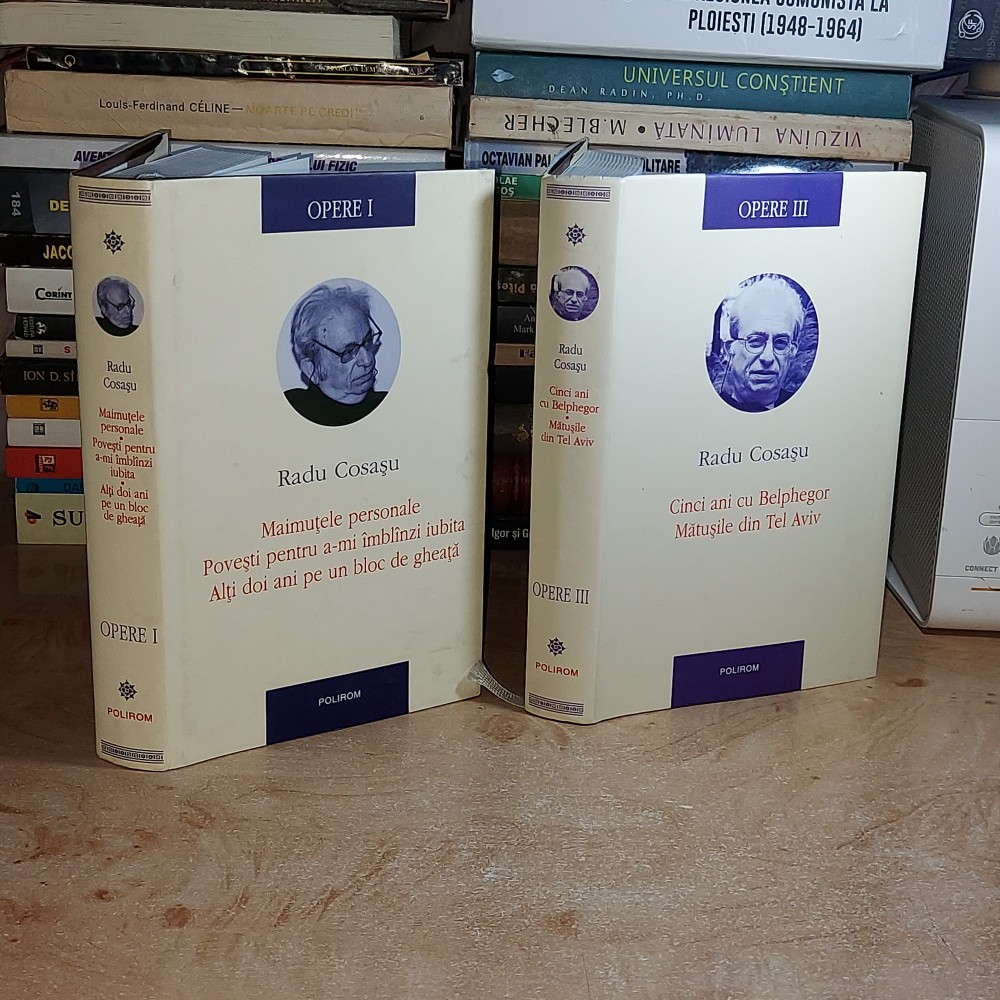 PLOIESTI (1948-1964)
UNIVERSUL CONŞTIENT
DEAN RADIN, PH.D.
Louis-Ferdinand CÉLINE —
VIZUINA LUMINATĂ • M. BLECHER
OCTAVIAN
184
CORINT
ION D.
SU
Igor și G
CONNECT
OPERE I
Radu Cosaşu
Maimuţele personale
Poveşti pentru a-mi îmblînzi iubita
Alţi doi ani pe un bloc de gheaţă
POLIROM
Radu
Cosaşu
Maimuţele
personale
•
Poveşti pentru
a-mi îmblînzi
iubita
•
Alţi doi ani
pe un bloc
de gheaţă
OPERE I
POLIROM
OPERE III
Radu Cosaşu
Cinci ani cu Belphegor
Mătuşile din Tel Aviv
POLIROM
Radu
Cosaşu
Cinci ani
cu Belphegor
•
Mătuşile
din Tel Aviv
OPERE III
POLIROM